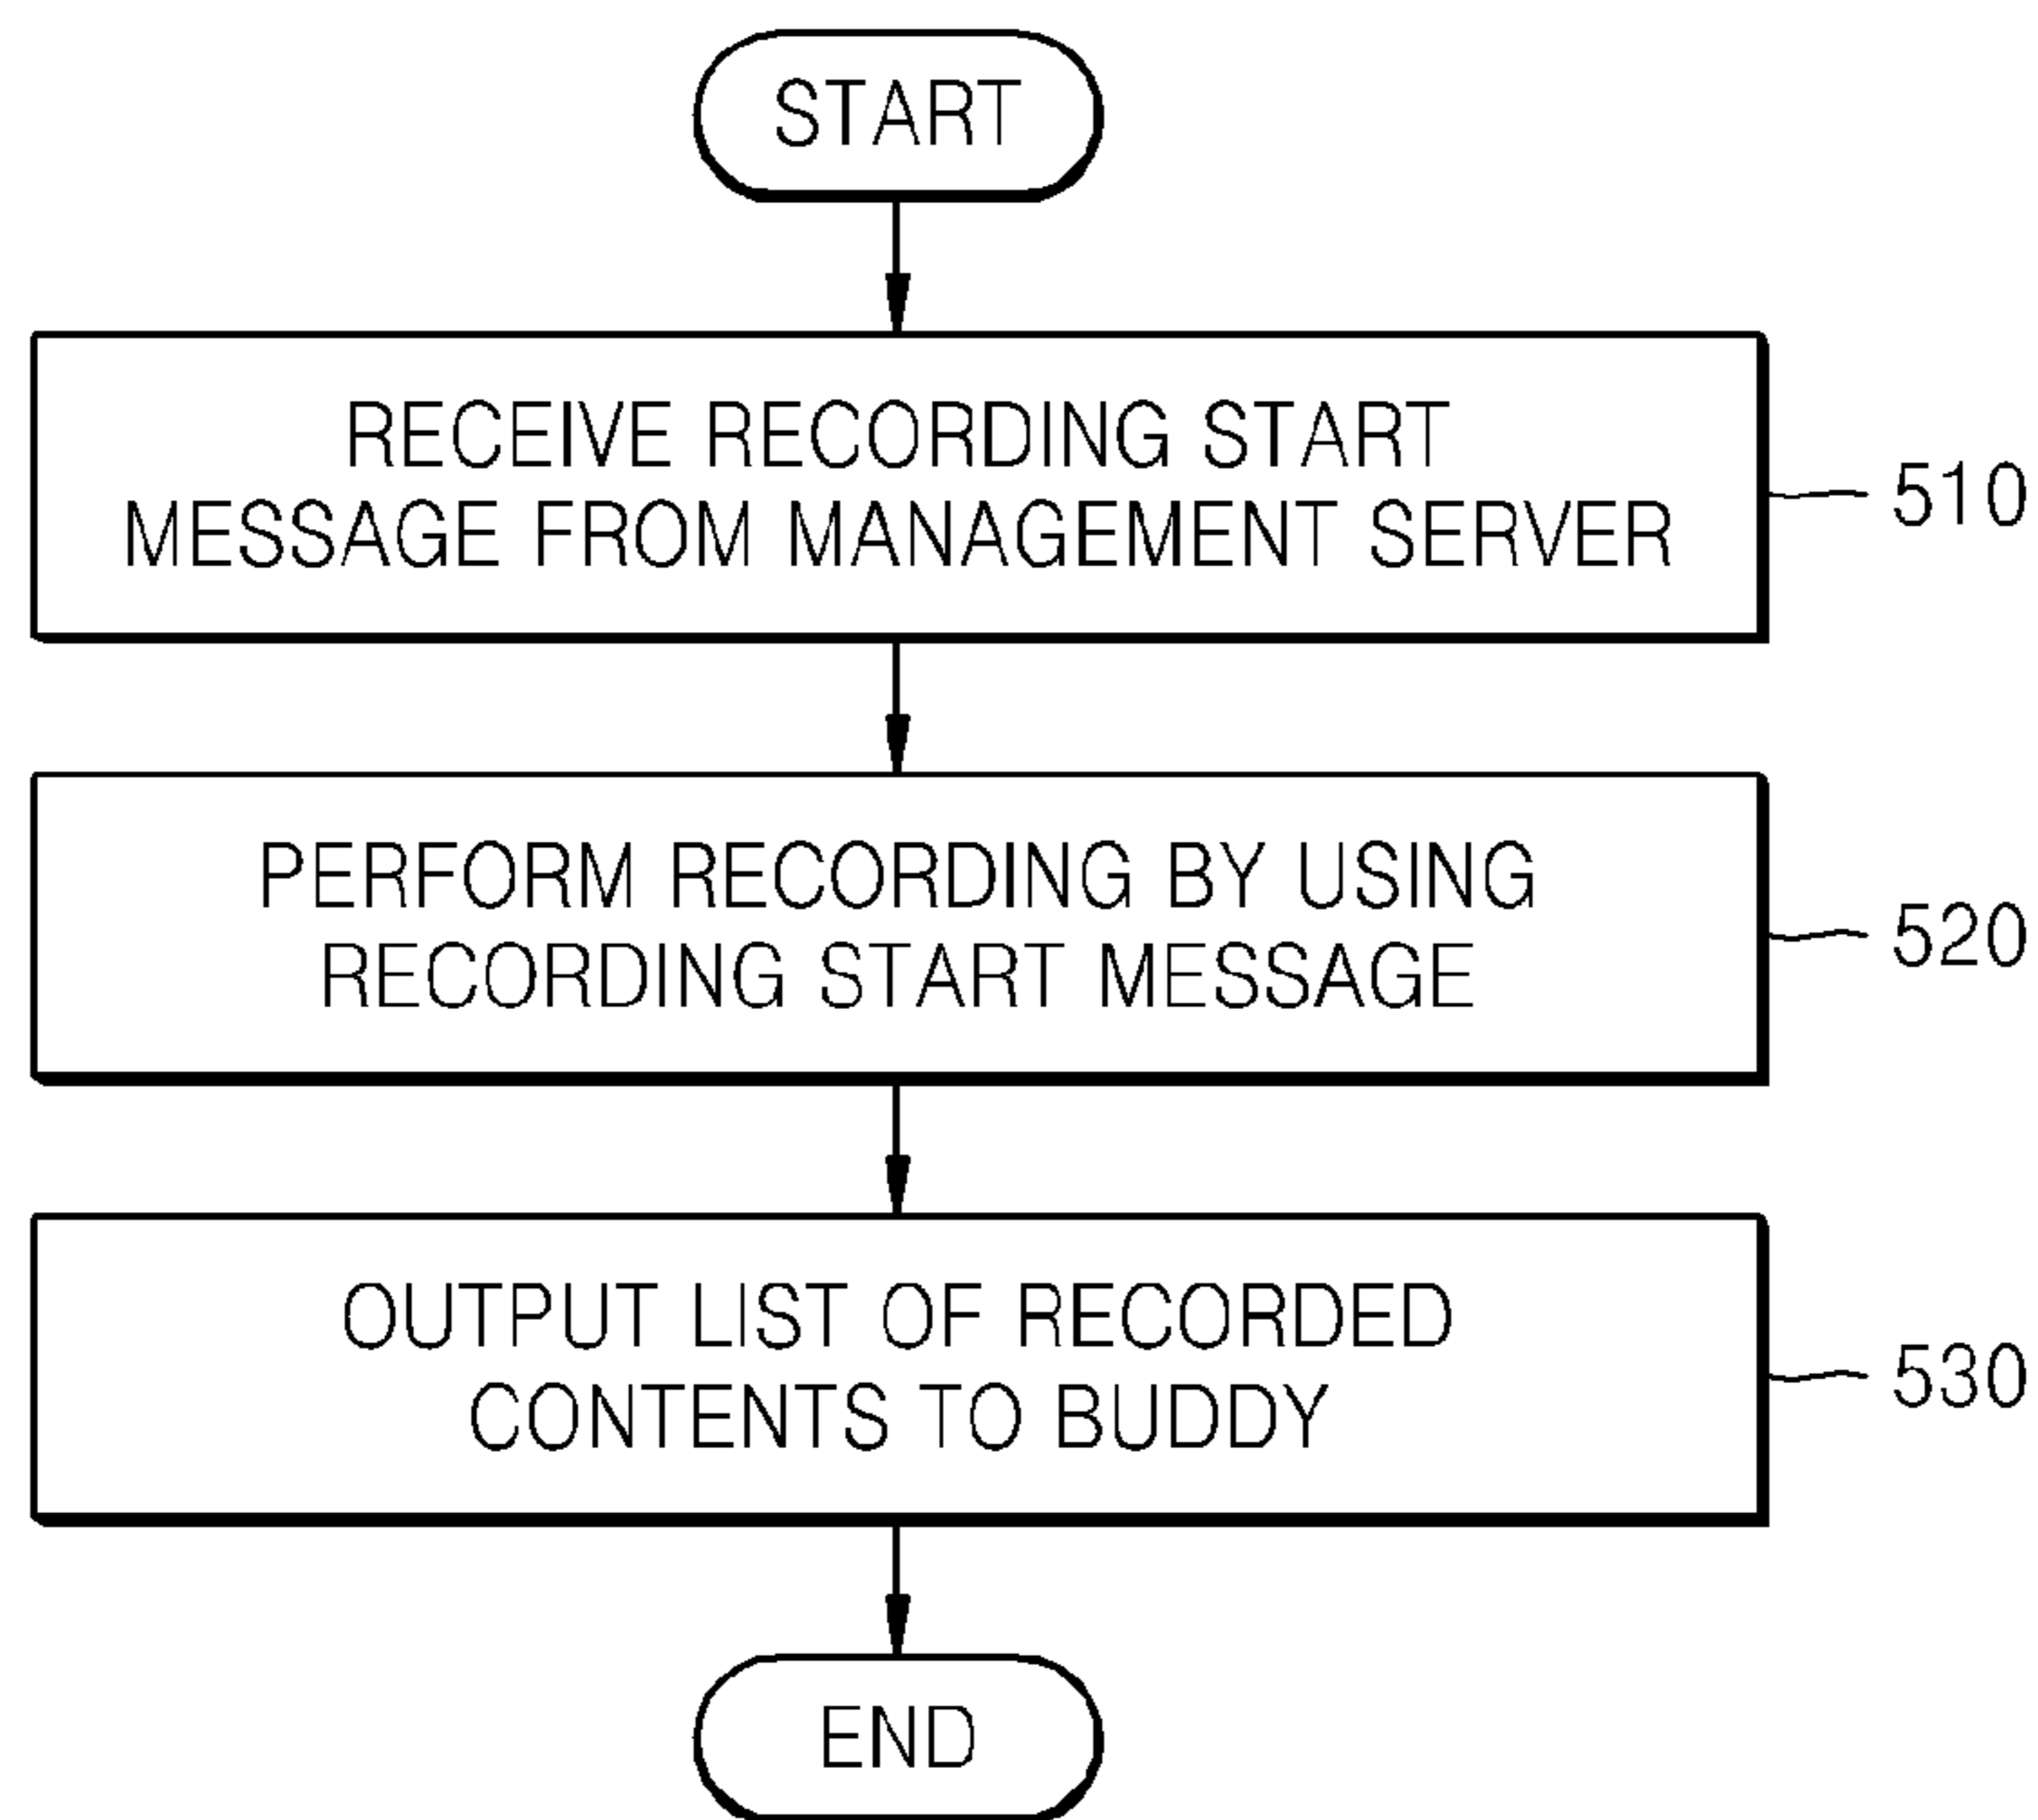 START
RECEIVE RECORDING START
MESSAGE FROM MANAGEMENT SERVER
510
PERFORM RECORDING BY USING
RECORDING START MESSAGE
520
OUTPUT LIST OF RECORDED
CONTENTS TO BUDDY
530
END